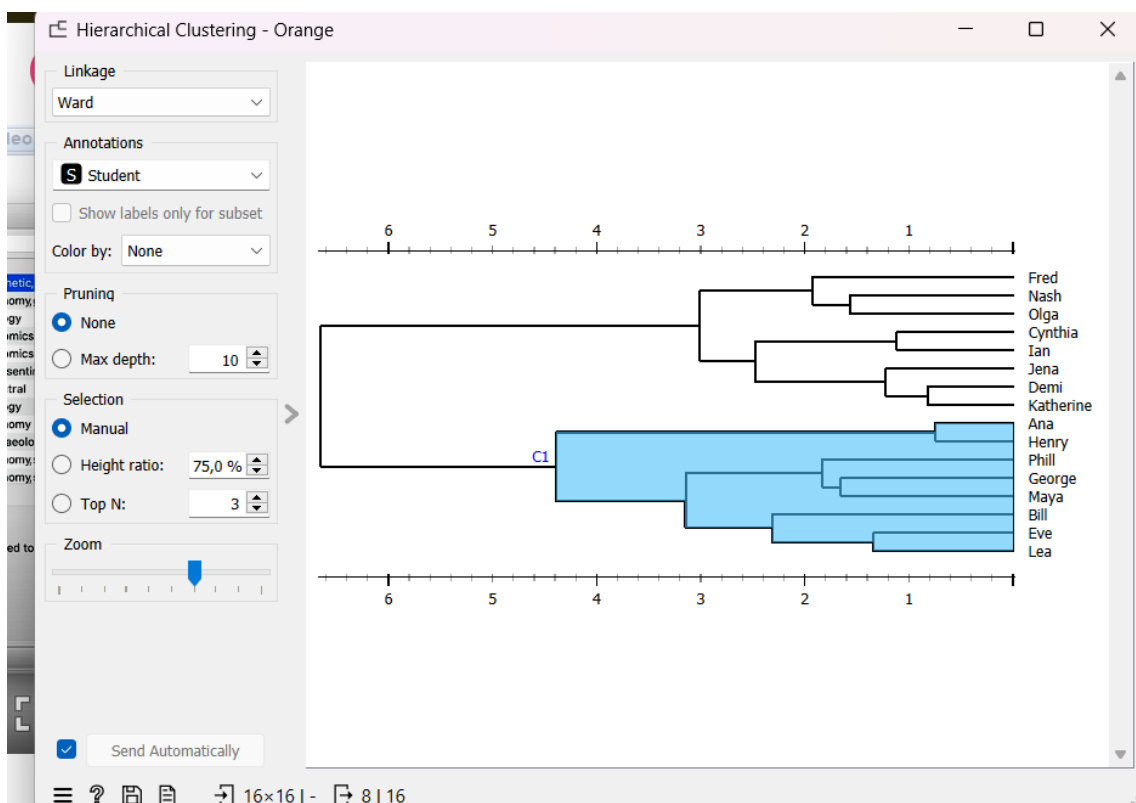 Hierarchical Clustering - Orange
Linkage
Ward
Annotations
S Student
Show labels only for subset
Color by: None
Pruning
None
Max depth: 10
Selection
Manual
Height ratio: 75,0 %
Top N: 3
Zoom
Send Automatically
16×16 | - 8 | 16
6 5 4 3 2 1
Fred
Nash
Olga
Cynthia
Ian
Jena
Demi
Katherine
Ana
Henry
C1
Phill
George
Maya
Bill
Eve
Lea
6 5 4 3 2 1